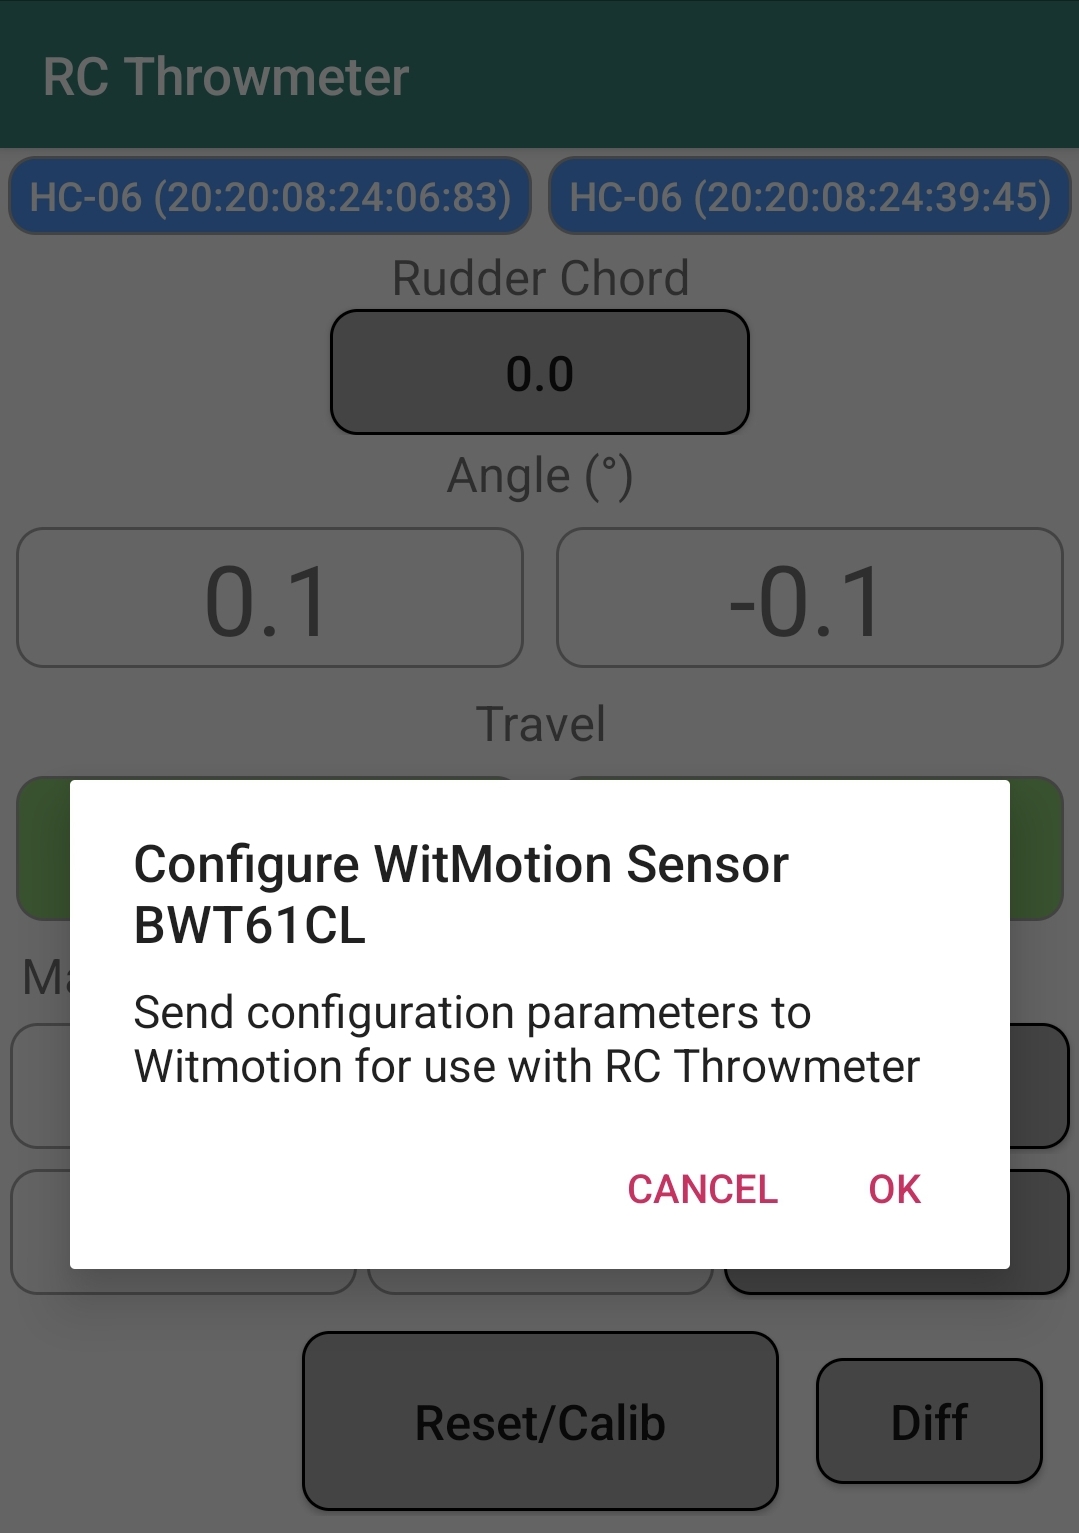 RC Throwmeter
HC-06 (20:20:08:24:06:83) HC-06 (20:20:08:24:39:45)
Rudder Chord
0.0
Angle (°)
0.1 -0.1
Travel
Configure WitMotion Sensor
BWT61CL
Send configuration parameters to
Witmotion for use with RC Throwmeter
CANCEL OK
Reset/Calib Diff